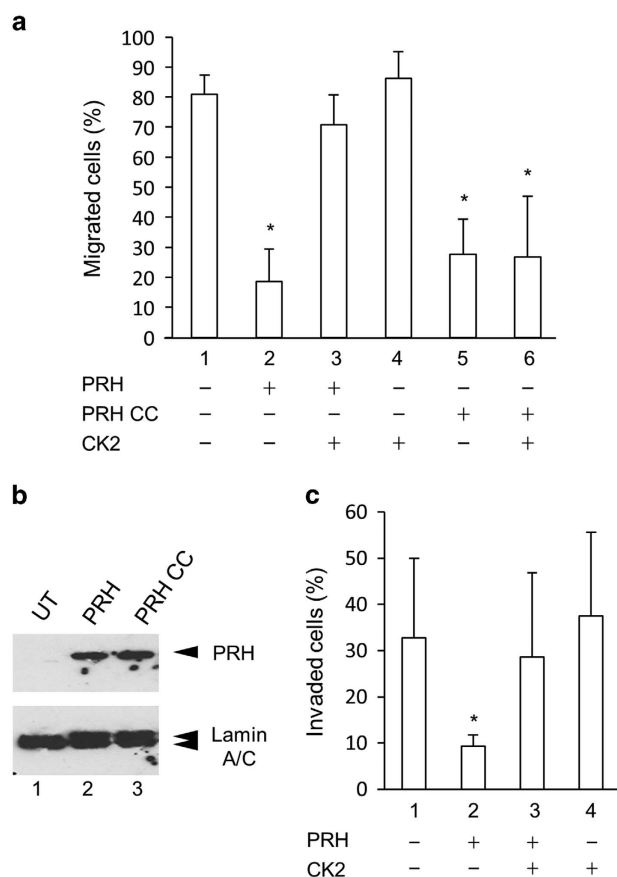 a
Migrated cells (%)
100
90
80
70
60
50
40
30
20
10
0
* * *
1 2 3 4 5 6
PRH – + + – – –
PRH CC – – – – + +
CK2 – – + + – +
b
UT PRH PRH CC
PRH
Lamin
A/C
1 2 3
c
Invaded cells (%)
60
50
40
30
20
10
0
*
1 2 3 4
PRH – + + –
CK2 – – + +